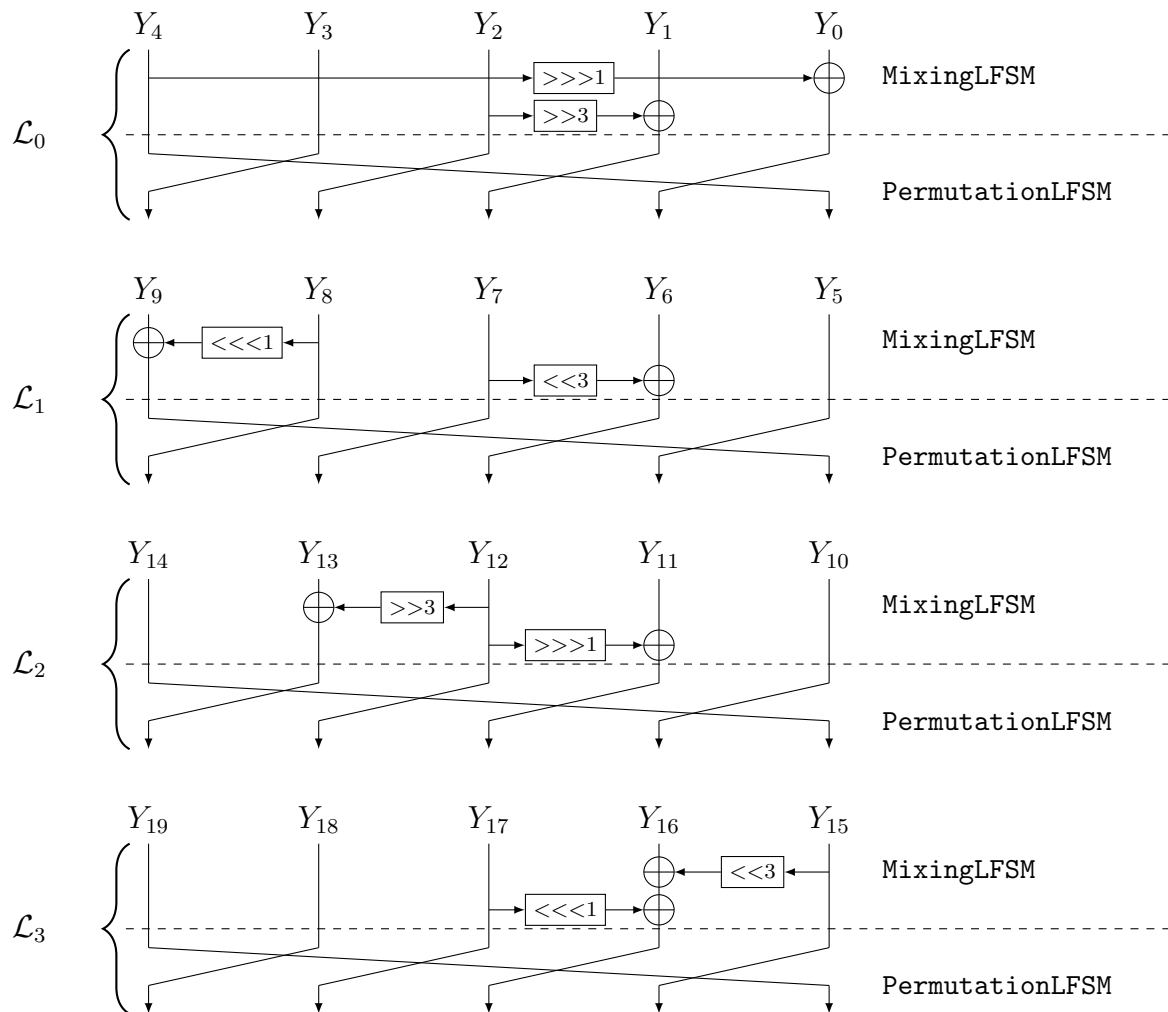 Y₄ Y₃ Y₂ Y₁ Y₀
>>>1 MixingLFSM
ℒ₀ >>3
PermutationLFSM
Y₉ Y₈ Y₇ Y₆ Y₅
<<<1 MixingLFSM
ℒ₁ <<3
PermutationLFSM
Y₁₄ Y₁₃ Y₁₂ Y₁₁ Y₁₀
>>3 MixingLFSM
ℒ₂ >>>1
PermutationLFSM
Y₁₉ Y₁₈ Y₁₇ Y₁₆ Y₁₅
<<3 MixingLFSM
ℒ₃ <<<1
PermutationLFSM